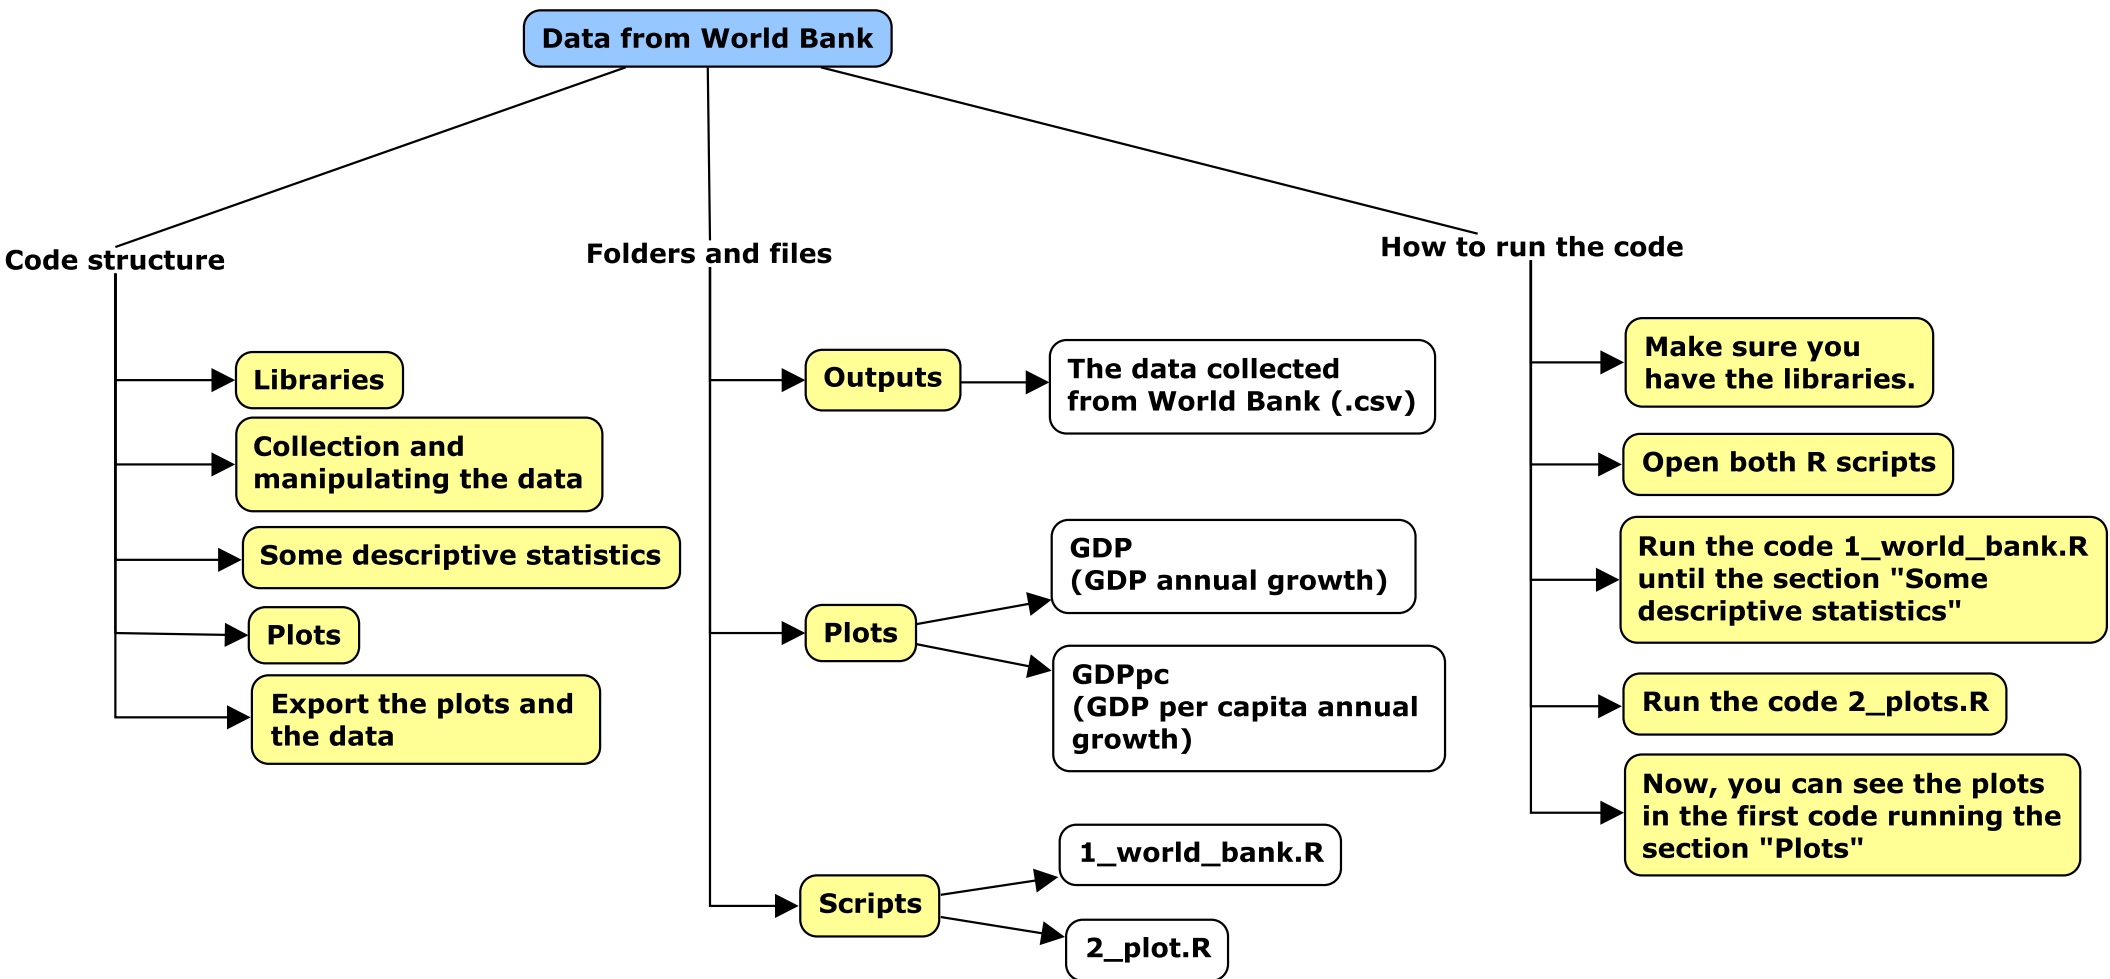 Data from World Bank
Code structure
Libraries
Collection and
manipulating the data
Some descriptive statistics
Plots
Export the plots and
the data
Folders and files
Outputs
The data collected
from World Bank (.csv)
Plots
GDP
(GDP annual growth)
GDPpc
(GDP per capita annual
growth)
Scripts
1_world_bank.R
2_plot.R
How to run the code
Make sure you
have the libraries.
Open both R scripts
Run the code 1_world_bank.R
until the section "Some
descriptive statistics"
Run the code 2_plots.R
Now, you can see the plots
in the first code running the
section "Plots"